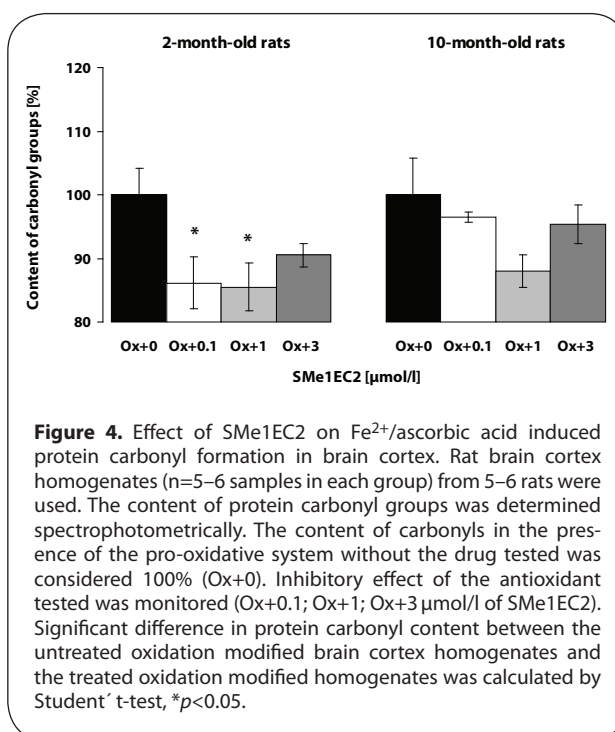 2-month-old rats
10-month-old rats
Content of carbonyl groups [%]
120
110
100
90
80
*
*
Ox+0 Ox+0.1 Ox+1 Ox+3
Ox+0 Ox+0.1 Ox+1 Ox+3
SMe1EC2 [µmol/l]
Figure 4. Effect of SMe1EC2 on Fe²⁺/ascorbic acid induced
protein carbonyl formation in brain cortex. Rat brain cortex
homogenates (n=5–6 samples in each group) from 5–6 rats were
used. The content of protein carbonyl groups was determined
spectrophotometrically. The content of carbonyls in the pres-
ence of the pro-oxidative system without the drug tested was
considered 100% (Ox+0). Inhibitory effect of the antioxidant
tested was monitored (Ox+0.1; Ox+1; Ox+3 µmol/l of SMe1EC2).
Significant difference in protein carbonyl content between the
untreated oxidation modified brain cortex homogenates and
the treated oxidation modified homogenates was calculated by
Student´ t-test, *p<0.05.